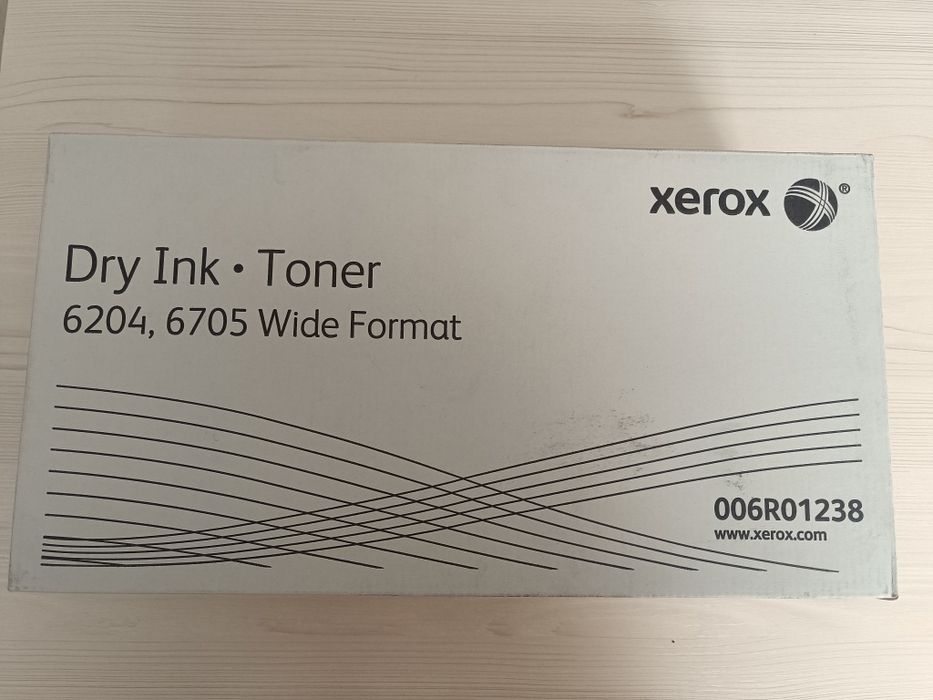 xerox ®
Dry Ink • Toner
6204, 6705 Wide Format
006R01238
www.xerox.com